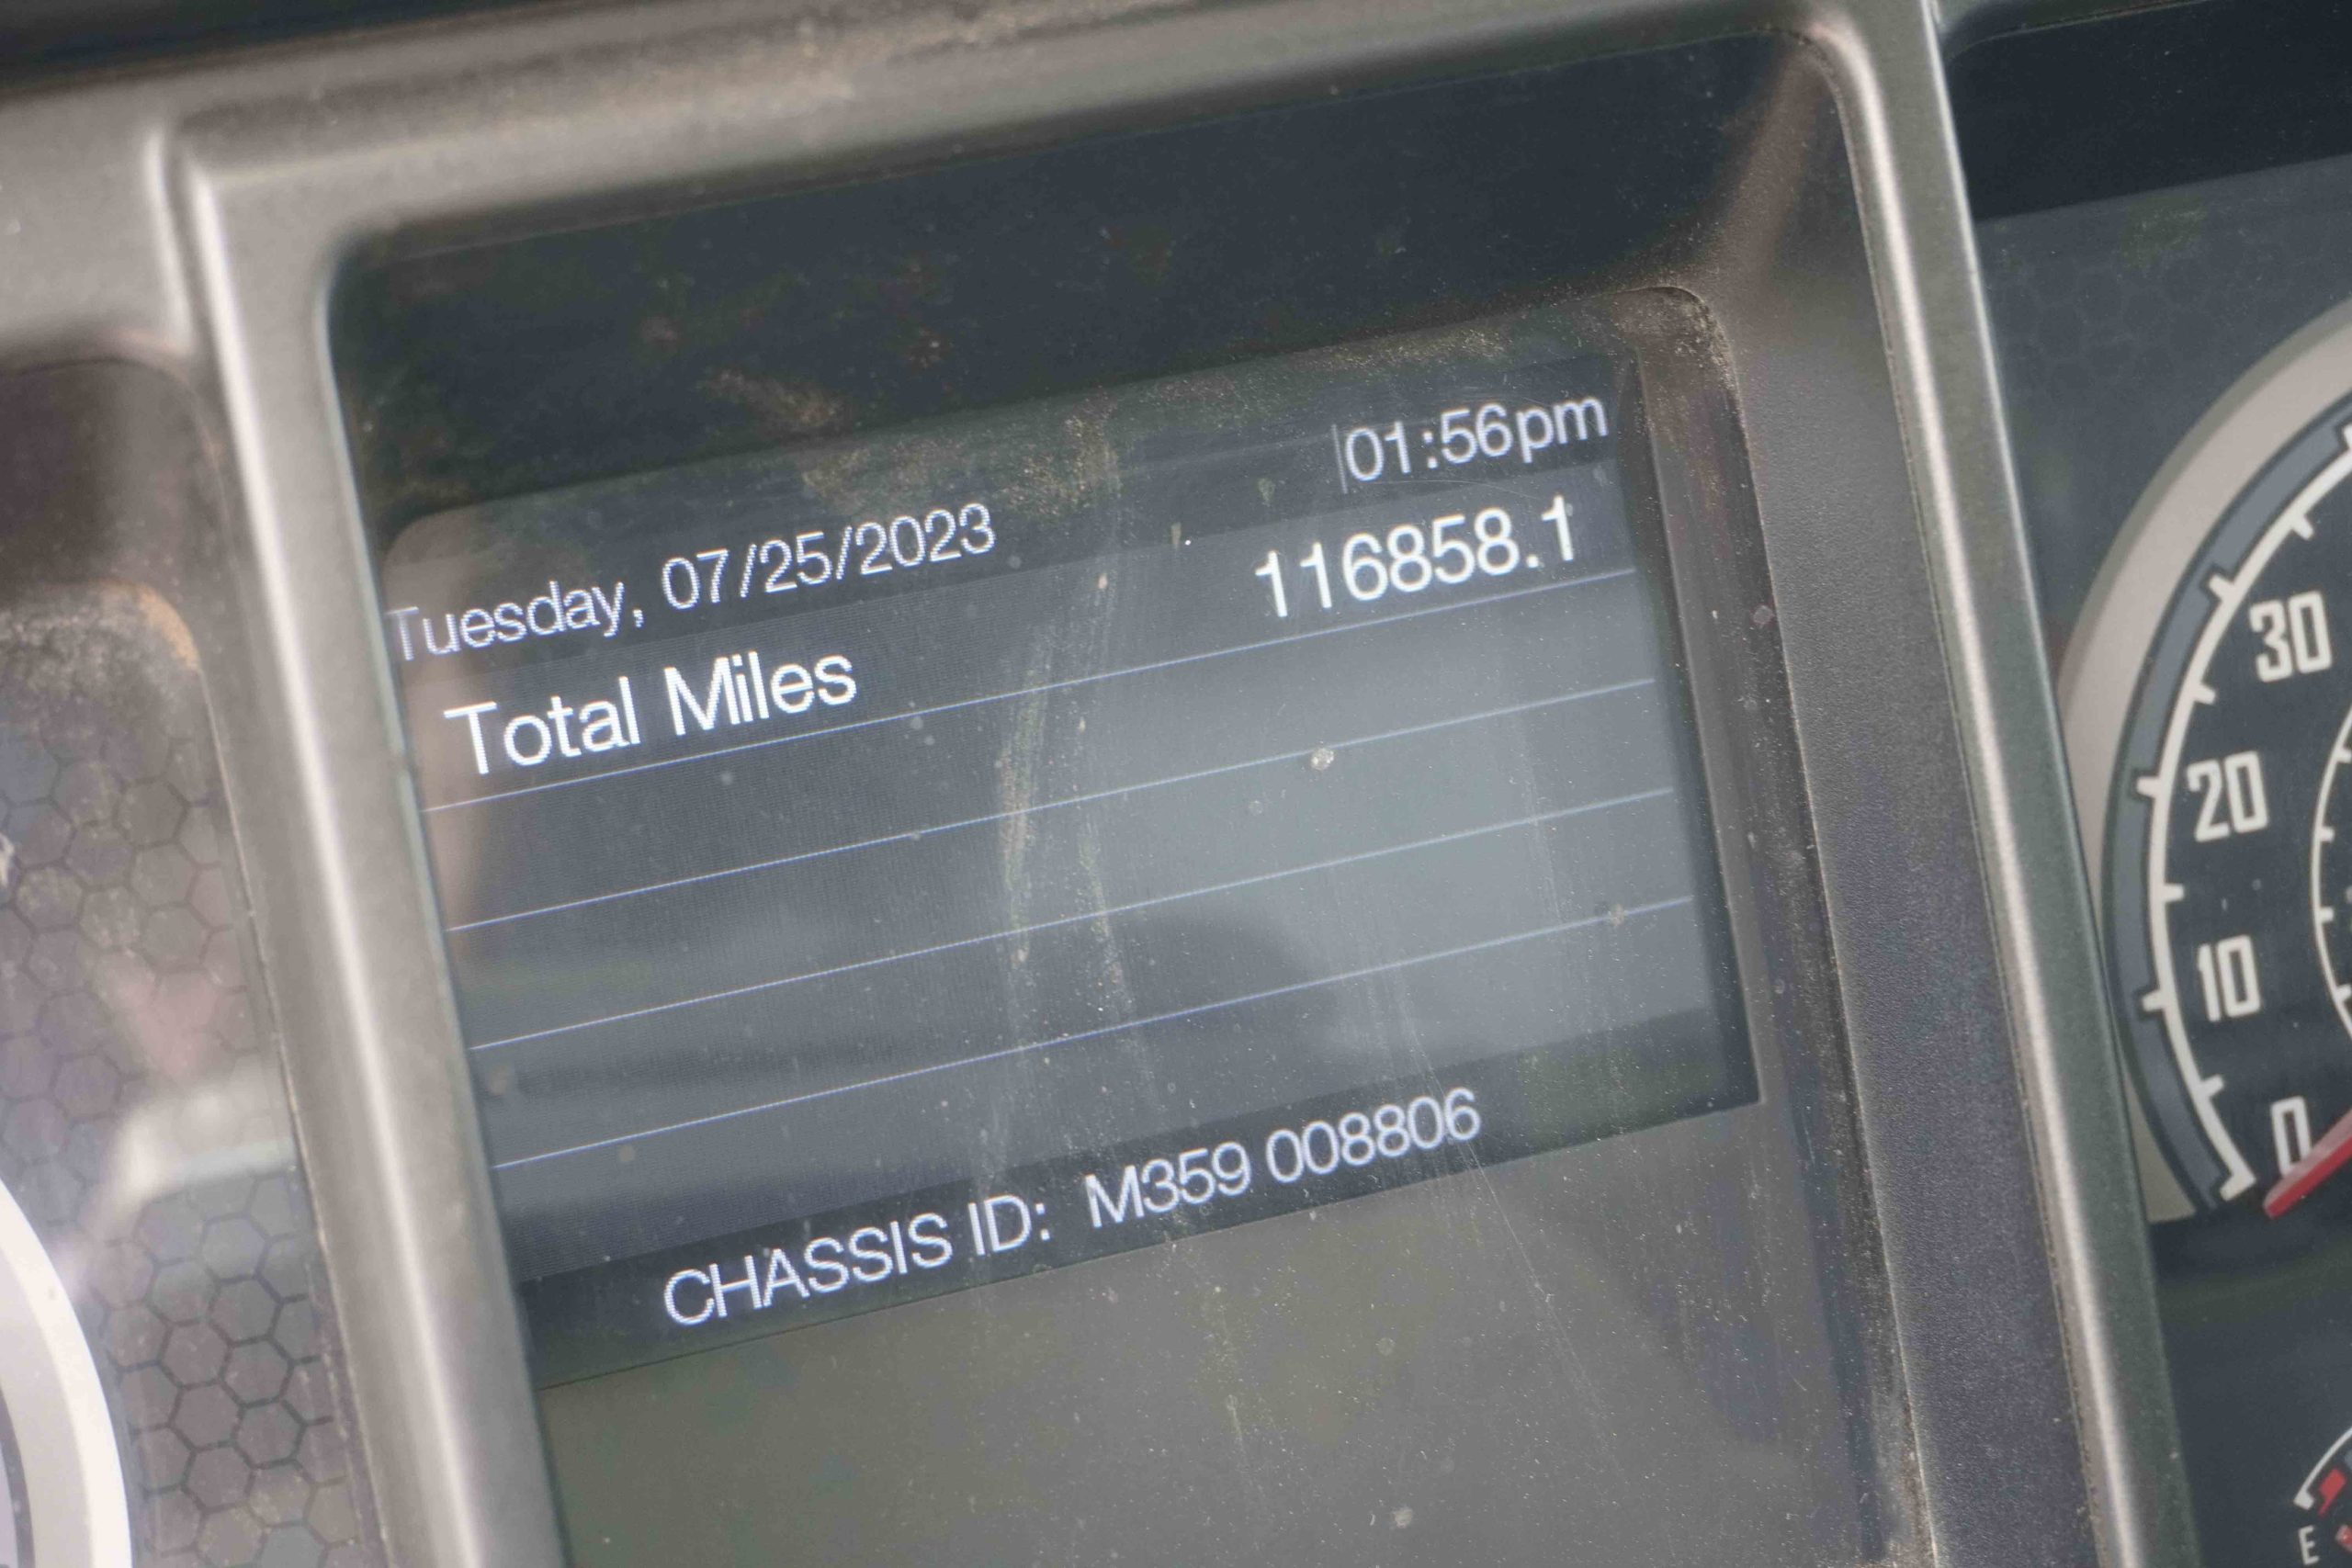 Tuesday, 07/25/2023
01:56pm
Total Miles 116858.1
CHASSIS ID: M359 008806
30
20
10
0
E